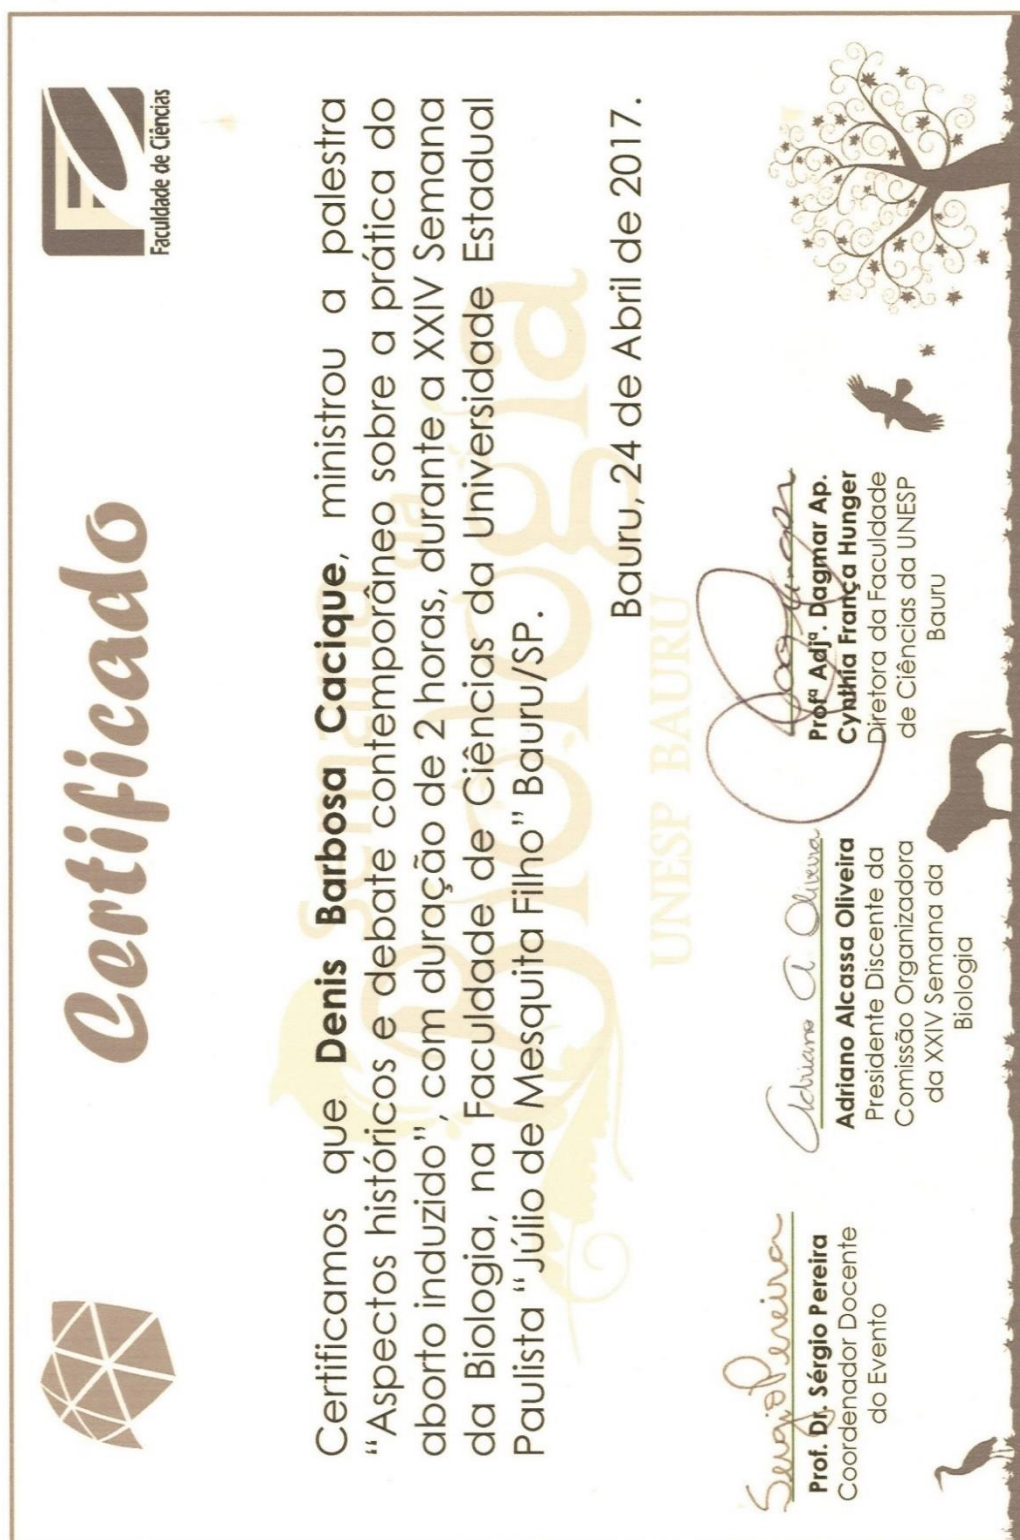 Faculdade de Ciências
Certificado
Certificamos que Denis Barbosa Cacique, ministrou a palestra
“Aspectos históricos e debate contemporâneo sobre a prática do
aborto induzido”, com duração de 2 horas, durante a XXIV Semana
da Biologia, na Faculdade de Ciências da Universidade Estadual
Paulista “Júlio de Mesquita Filho” Bauru/SP.
Semana da
Biologia
UNESP BAURU
Bauru, 24 de Abril de 2017.
Sergio Pereira
Prof. Dr. Sérgio Pereira
Coordenador Docente
do Evento
Adriano A Oliveira
Adriano Alcassa Oliveira
Presidente Discente da
Comissão Organizadora
da XXIV Semana da
Biologia
Profª Adjª. Dagmar Ap.
Cynthia França Hunger
Diretora da Faculdade
de Ciências da UNESP
Bauru